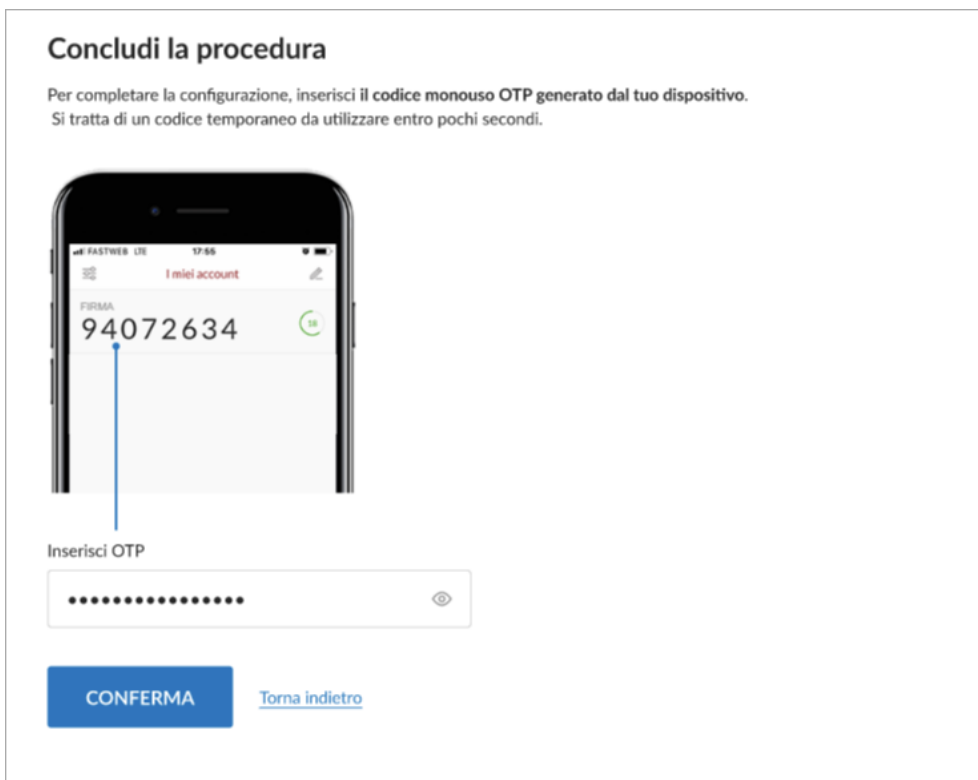 Concludi la procedura
Per completare la configurazione, inserisci il codice monouso OTP generato dal tuo dispositivo.
Si tratta di un codice temporaneo da utilizzare entro pochi secondi.
FASTWEB LTE 17:55
I miei account
FIRMA
94072634
18
Inserisci OTP
CONFERMA
Torna indietro